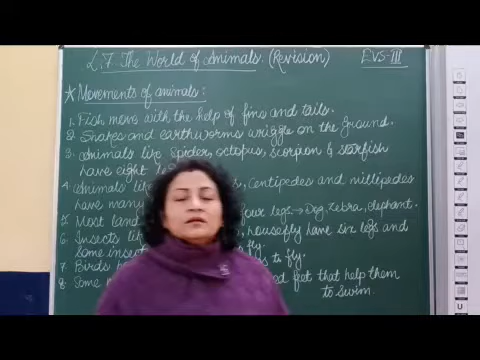 L.7. The World of Animals. (Revision) EVS-III
* Movements of animals:
1. Fish move with the help of fins and tails.
2. Snakes and earthworms wriggle on the ground.
3. Animals like spider, octopus, scorpion & starfish
have eight
4. Animals centipedes and millipedes
have many
5. Most land four legs → Dog, zebra, elephant.
6. Insects housefly have six legs and
some fly.
7. Birds to fly.
8. Some feet that help them
to swim.
U